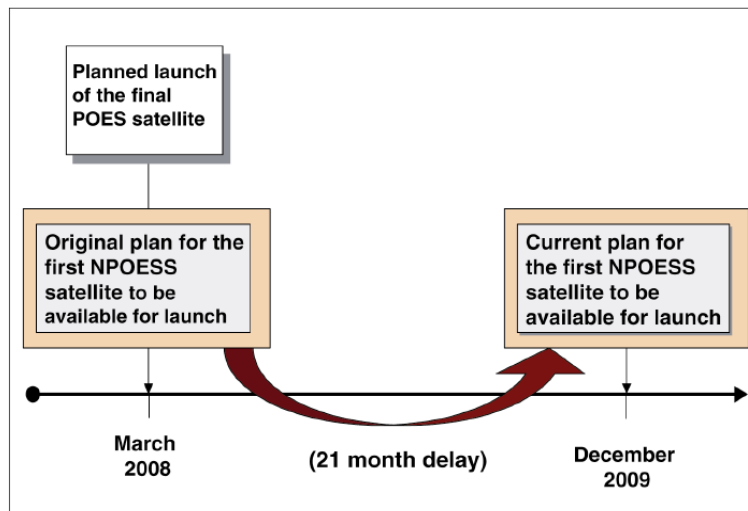 Planned launch
of the final
POES satellite
Original plan for the
first NPOESS
satellite to be
available for launch
Current plan for
the first NPOESS
satellite to be
available for launch
March
2008
(21 month delay)
December
2009